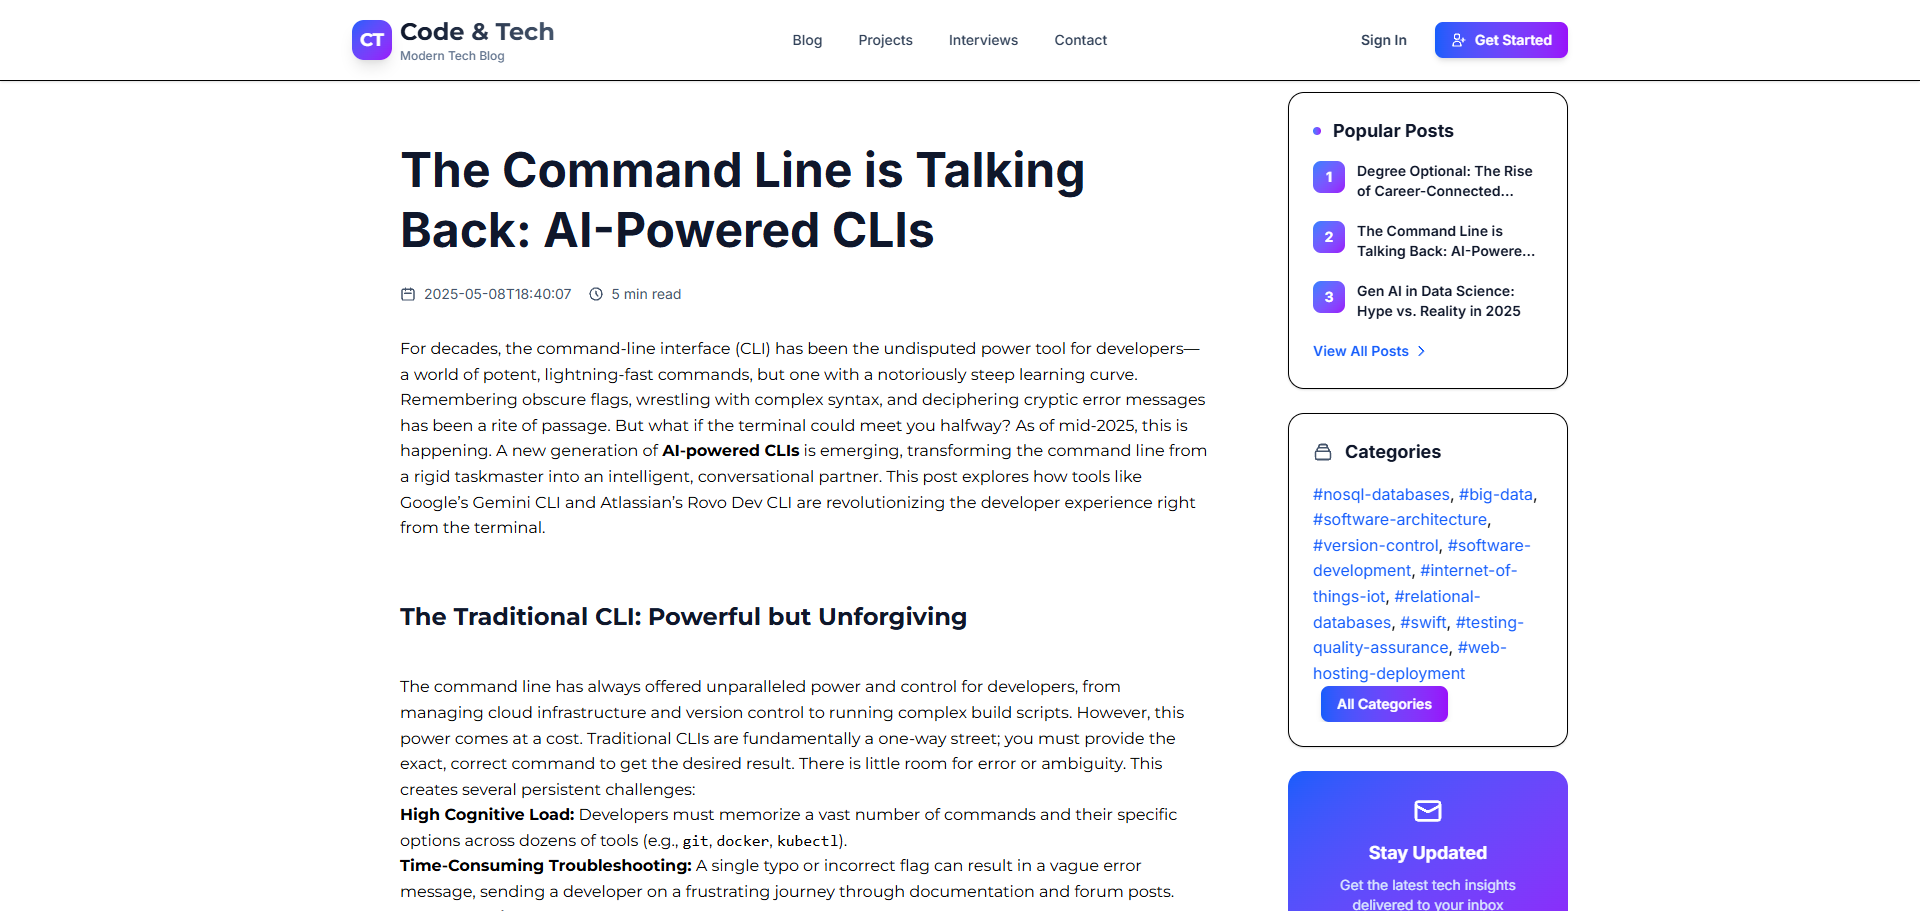 CT
Code & Tech
Modern Tech Blog
Blog
Projects
Interviews
Contact
Sign In
Get Started
The Command Line is Talking
Back: AI-Powered CLIs
2025-05-08T18:40:07
5 min read
For decades, the command-line interface (CLI) has been the undisputed power tool for developers—
a world of potent, lightning-fast commands, but one with a notoriously steep learning curve.
Remembering obscure flags, wrestling with complex syntax, and deciphering cryptic error messages
has been a rite of passage. But what if the terminal could meet you halfway? As of mid-2025, this is
happening. A new generation of AI-powered CLIs is emerging, transforming the command line from
a rigid taskmaster into an intelligent, conversational partner. This post explores how tools like
Google’s Gemini CLI and Atlassian’s Rovo Dev CLI are revolutionizing the developer experience right
from the terminal.
The Traditional CLI: Powerful but Unforgiving
The command line has always offered unparalleled power and control for developers, from
managing cloud infrastructure and version control to running complex build scripts. However, this
power comes at a cost. Traditional CLIs are fundamentally a one-way street; you must provide the
exact, correct command to get the desired result. There is little room for error or ambiguity. This
creates several persistent challenges:
High Cognitive Load: Developers must memorize a vast number of commands and their specific
options across dozens of tools (e.g., git, docker, kubectl).
Time-Consuming Troubleshooting: A single typo or incorrect flag can result in a vague error
message, sending a developer on a frustrating journey through documentation and forum posts.
Popular Posts
1
Degree Optional: The Rise
of Career-Connected...
2
The Command Line is
Talking Back: AI-Powere...
3
Gen AI in Data Science:
Hype vs. Reality in 2025
View All Posts
Categories
#nosql-databases, #big-data,
#software-architecture,
#version-control, #software-
development, #internet-of-
things-iot, #relational-
databases, #swift, #testing-
quality-assurance, #web-
hosting-deployment
All Categories
Stay Updated
Get the latest tech insights
delivered to your inbox